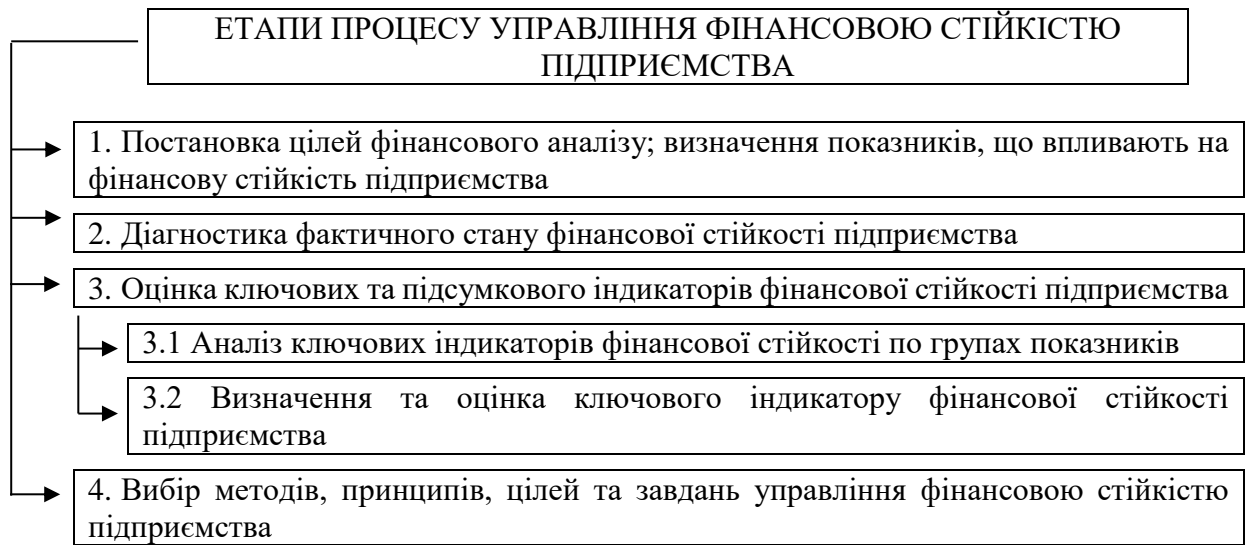 ЕТАПИ ПРОЦЕСУ УПРАВЛІННЯ ФІНАНСОВОЮ СТІЙКІСТЮ
ПІДПРИЄМСТВА
1. Постановка цілей фінансового аналізу; визначення показників, що впливають на
фінансову стійкість підприємства
2. Діагностика фактичного стану фінансової стійкості підприємства
3. Оцінка ключових та підсумкового індикаторів фінансової стійкості підприємства
3.1 Аналіз ключових індикаторів фінансової стійкості по групах показників
3.2 Визначення та оцінка ключового індикатору фінансової стійкості
підприємства
4. Вибір методів, принципів, цілей та завдань управління фінансовою стійкістю
підприємства